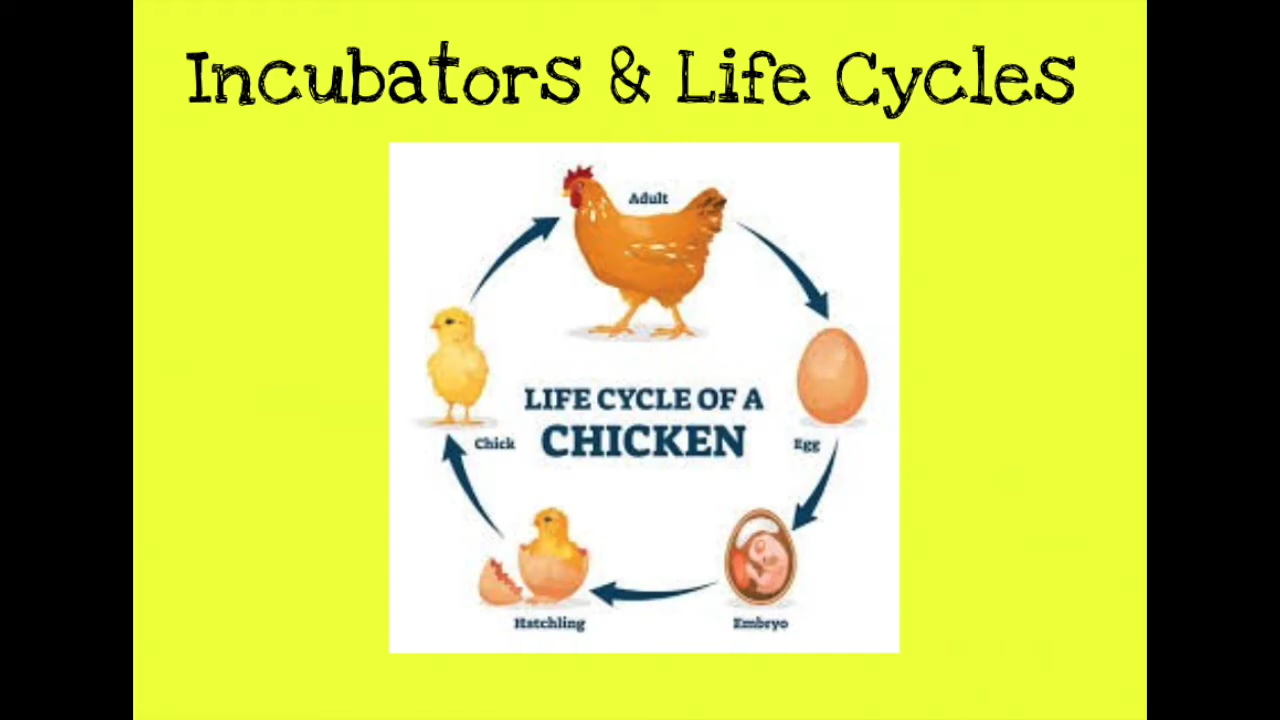 Incubators & Life Cycles
Adult
LIFE CYCLE OF A
CHICKEN
Chick
Egg
Hatchling
Embryo